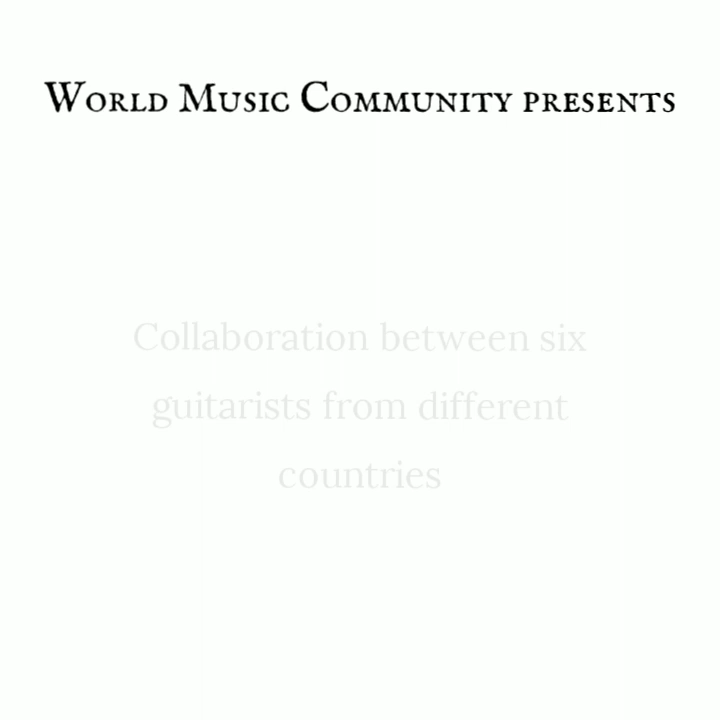 World Music Community presents
Collaboration between six
guitarists from different
countries